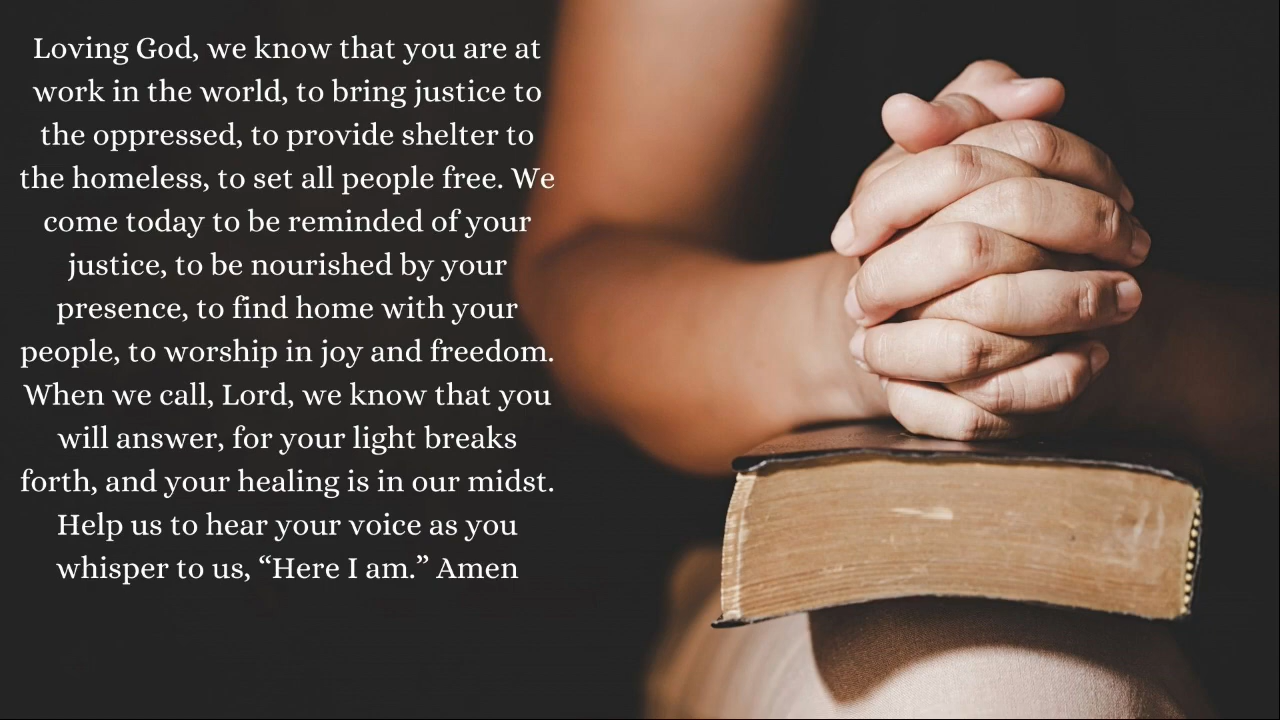 Loving God, we know that you are at
work in the world, to bring justice to
the oppressed, to provide shelter to
the homeless, to set all people free. We
come today to be reminded of your
justice, to be nourished by your
presence, to find home with your
people, to worship in joy and freedom.
When we call, Lord, we know that you
will answer, for your light breaks
forth, and your healing is in our midst.
Help us to hear your voice as you
whisper to us, “Here I am.” Amen